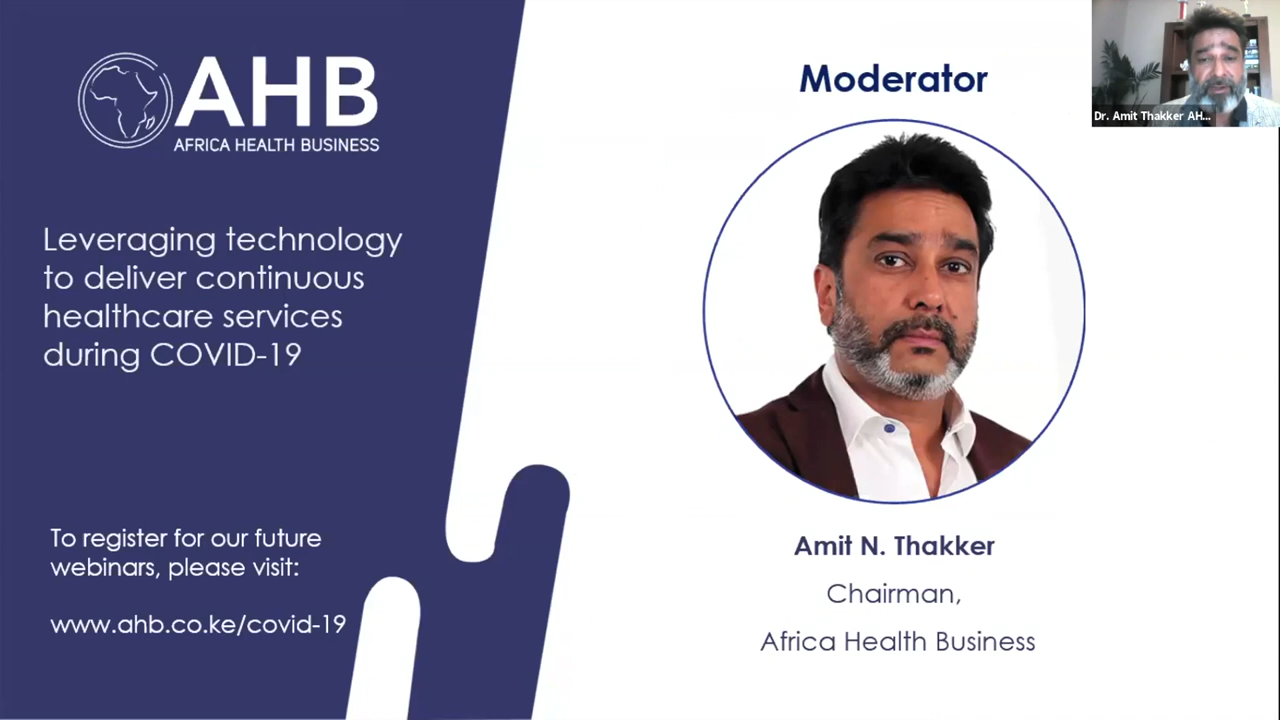 AHB
AFRICA HEALTH BUSINESS
Leveraging technology
to deliver continuous
healthcare services
during COVID-19
To register for our future
webinars, please visit:
www.ahb.co.ke/covid-19
Moderator
Amit N. Thakker
Chairman,
Africa Health Business
Dr. Amit Thakker AH...